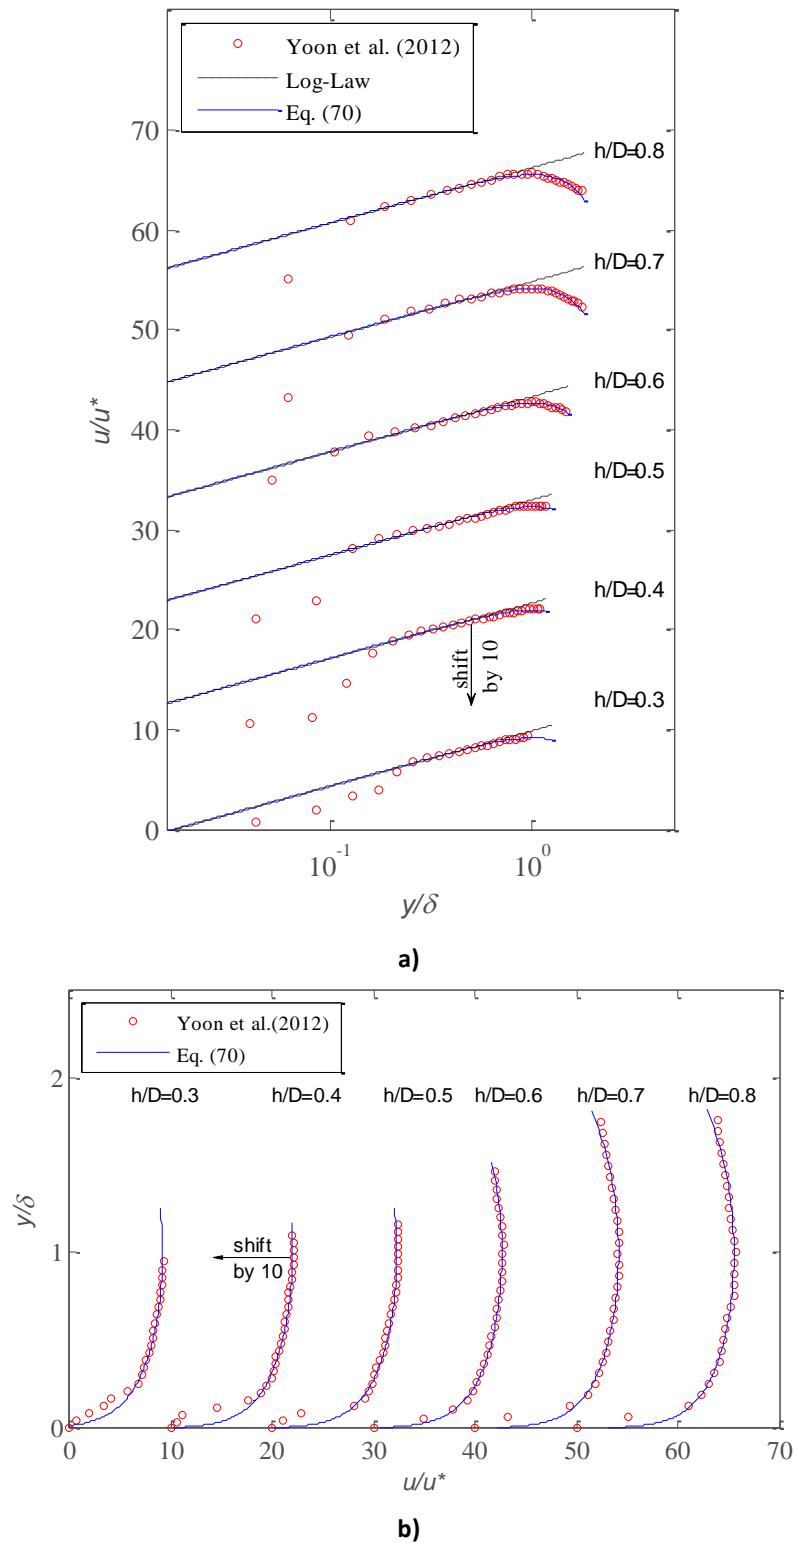 Yoon et al. (2012)
Log-Law
Eq. (70)
70
60
50
40
30
20
10
0
u/u*
h/D=0.8
h/D=0.7
h/D=0.6
h/D=0.5
h/D=0.4
h/D=0.3
shift
by 10
10^-1
10^0
y/δ
a)
Yoon et al.(2012)
Eq. (70)
h/D=0.3
h/D=0.4
h/D=0.5
h/D=0.6
h/D=0.7
h/D=0.8
2
1
0
y/δ
shift
by 10
0
10
20
30
40
50
60
70
u/u*
b)